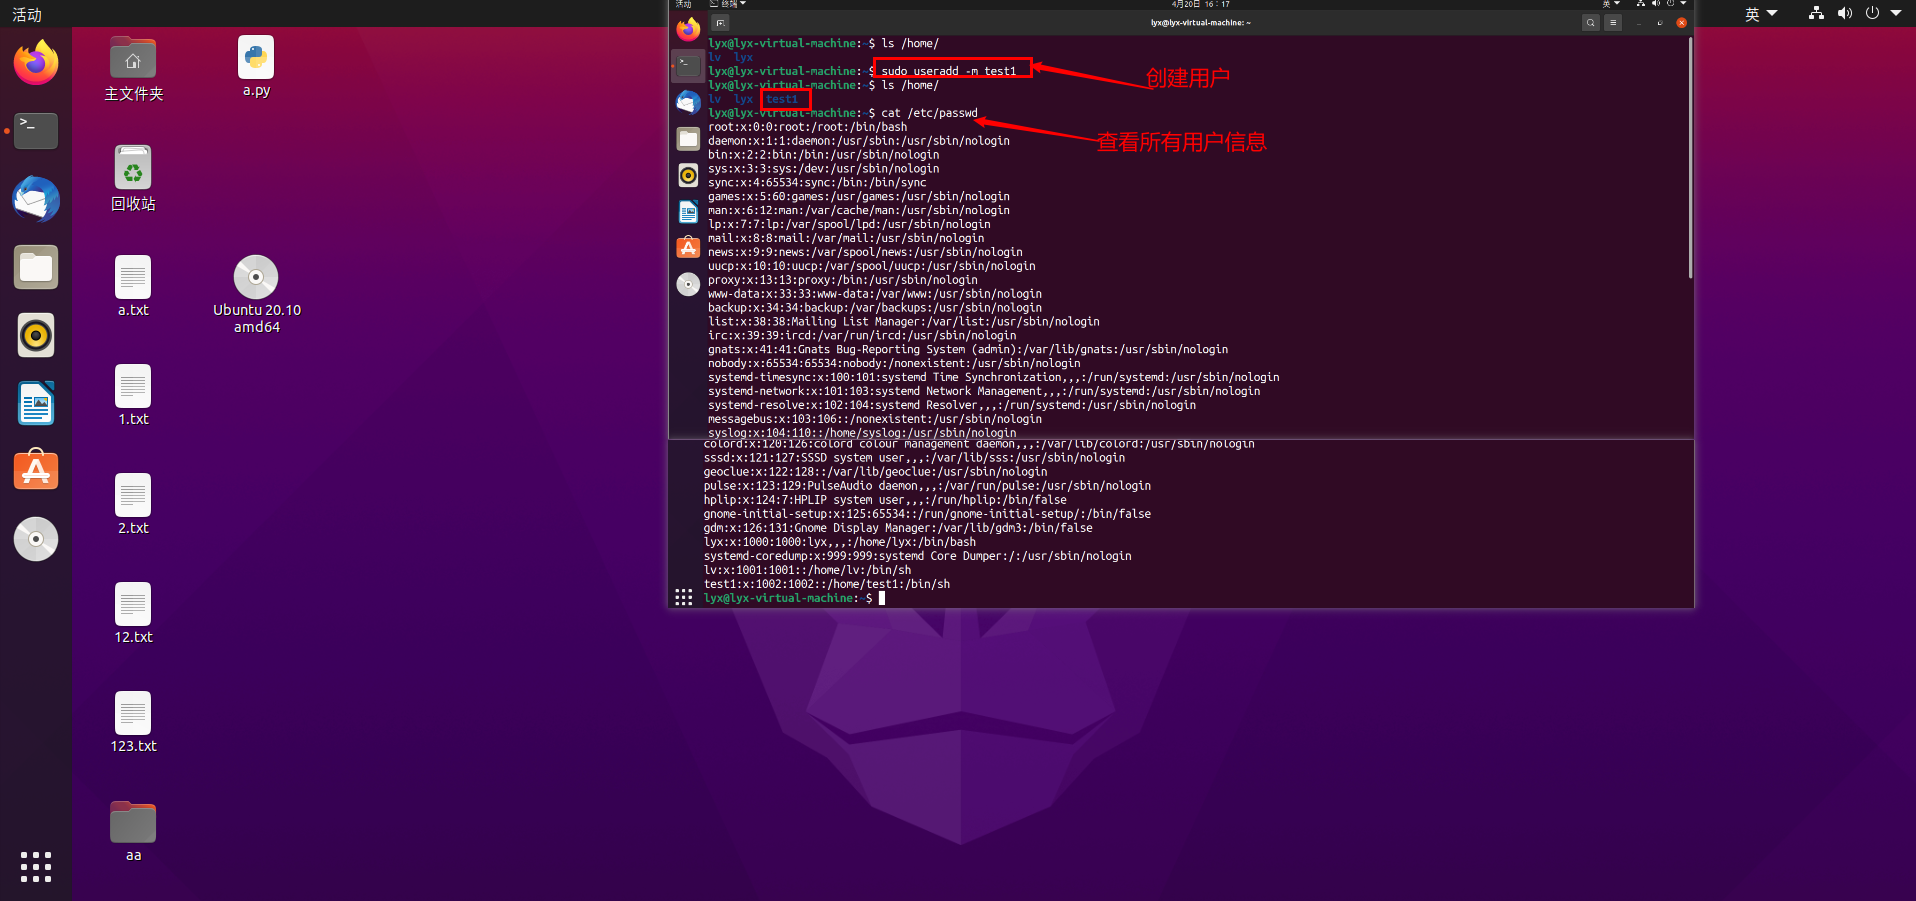 活动
英
主文件夹
a.py
回收站
a.txt
Ubuntu 20.10
amd64
1.txt
2.txt
12.txt
123.txt
aa
活动
终端
4月20日 16：17
英
lyx@lyx-virtual-machine: ~
lyx@lyx-virtual-machine:~$ ls /home/
lv lyx
lyx@lyx-virtual-machine:~$ sudo useradd -m test1
创建用户
lyx@lyx-virtual-machine:~$ ls /home/
lv lyx test1
lyx@lyx-virtual-machine:~$ cat /etc/passwd
查看所有用户信息
root:x:0:0:root:/root:/bin/bash
daemon:x:1:1:daemon:/usr/sbin:/usr/sbin/nologin
bin:x:2:2:bin:/bin:/usr/sbin/nologin
sys:x:3:3:sys:/dev:/usr/sbin/nologin
sync:x:4:65534:sync:/bin:/bin/sync
games:x:5:60:games:/usr/games:/usr/sbin/nologin
man:x:6:12:man:/var/cache/man:/usr/sbin/nologin
lp:x:7:7:lp:/var/spool/lpd:/usr/sbin/nologin
mail:x:8:8:mail:/var/mail:/usr/sbin/nologin
news:x:9:9:news:/var/spool/news:/usr/sbin/nologin
uucp:x:10:10:uucp:/var/spool/uucp:/usr/sbin/nologin
proxy:x:13:13:proxy:/bin:/usr/sbin/nologin
www-data:x:33:33:www-data:/var/www:/usr/sbin/nologin
backup:x:34:34:backup:/var/backups:/usr/sbin/nologin
list:x:38:38:Mailing List Manager:/var/list:/usr/sbin/nologin
irc:x:39:39:ircd:/var/run/ircd:/usr/sbin/nologin
gnats:x:41:41:Gnats Bug-Reporting System (admin):/var/lib/gnats:/usr/sbin/nologin
nobody:x:65534:65534:nobody:/nonexistent:/usr/sbin/nologin
systemd-timesync:x:100:101:systemd Time Synchronization,,,:/run/systemd:/usr/sbin/nologin
systemd-network:x:101:103:systemd Network Management,,,:/run/systemd:/usr/sbin/nologin
systemd-resolve:x:102:104:systemd Resolver,,,:/run/systemd:/usr/sbin/nologin
messagebus:x:103:106::/nonexistent:/usr/sbin/nologin
syslog:x:104:110::/home/syslog:/usr/sbin/nologin
colord:x:120:126:colord colour management daemon,,,:/var/lib/colord:/usr/sbin/nologin
sssd:x:121:127:SSSD system user,,,:/var/lib/sss:/usr/sbin/nologin
geoclue:x:122:128::/var/lib/geoclue:/usr/sbin/nologin
pulse:x:123:129:PulseAudio daemon,,,:/var/run/pulse:/usr/sbin/nologin
hplip:x:124:7:HPLIP system user,,,:/run/hplip:/bin/false
gnome-initial-setup:x:125:65534::/run/gnome-initial-setup/:/bin/false
gdm:x:126:131:Gnome Display Manager:/var/lib/gdm3:/bin/false
lyx:x:1000:1000:lyx,,,:/home/lyx:/bin/bash
systemd-coredump:x:999:999:systemd Core Dumper:/:/usr/sbin/nologin
lv:x:1001:1001::/home/lv:/bin/sh
test1:x:1002:1002::/home/test1:/bin/sh
lyx@lyx-virtual-machine:~$